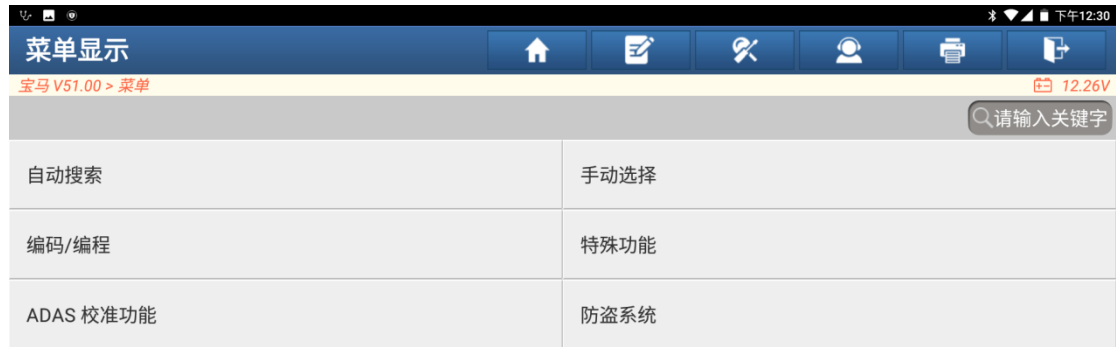 下午12:30
菜单显示
宝马 V51.00 > 菜单
12.26V
请输入关键字
自动搜索
手动选择
编码/编程
特殊功能
ADAS 校准功能
防盗系统